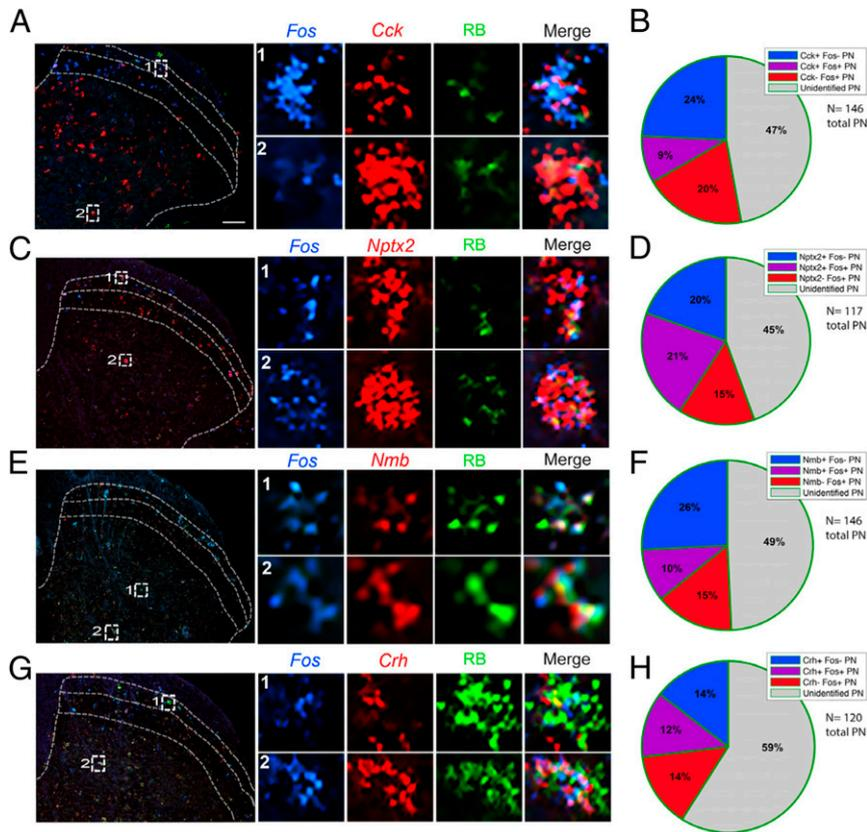 A
Fos Cck RB Merge
1
2
1
2
B
Cck+ Fos- PN
Cck+ Fos+ PN
Cck- Fos+ PN
Unidentified PN
24%
47%
9%
20%
N= 146
total PN
C
Fos Nptx2 RB Merge
1
2
1
2
D
Nptx2+ Fos- PN
Nptx2+ Fos+ PN
Nptx2- Fos+ PN
Unidentified PN
20%
45%
21%
15%
N= 117
total PN
E
Fos Nmb RB Merge
1
2
1
2
F
Nmb+ Fos- PN
Nmb+ Fos+ PN
Nmb- Fos+ PN
Unidentified PN
26%
49%
10%
15%
N= 146
total PN
G
Fos Crh RB Merge
1
2
1
2
H
Crh+ Fos- PN
Crh+ Fos+ PN
Crh- Fos+ PN
Unidentified PN
14%
12%
59%
14%
N= 120
total PN